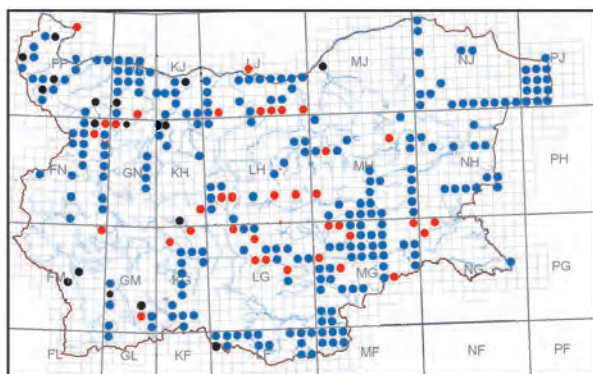 FP KJ LJ MJ NJ PJ
FN GN KH LH MH NH PH
FM GM KG LG MG NG PG
FL GL KF MF NF PF